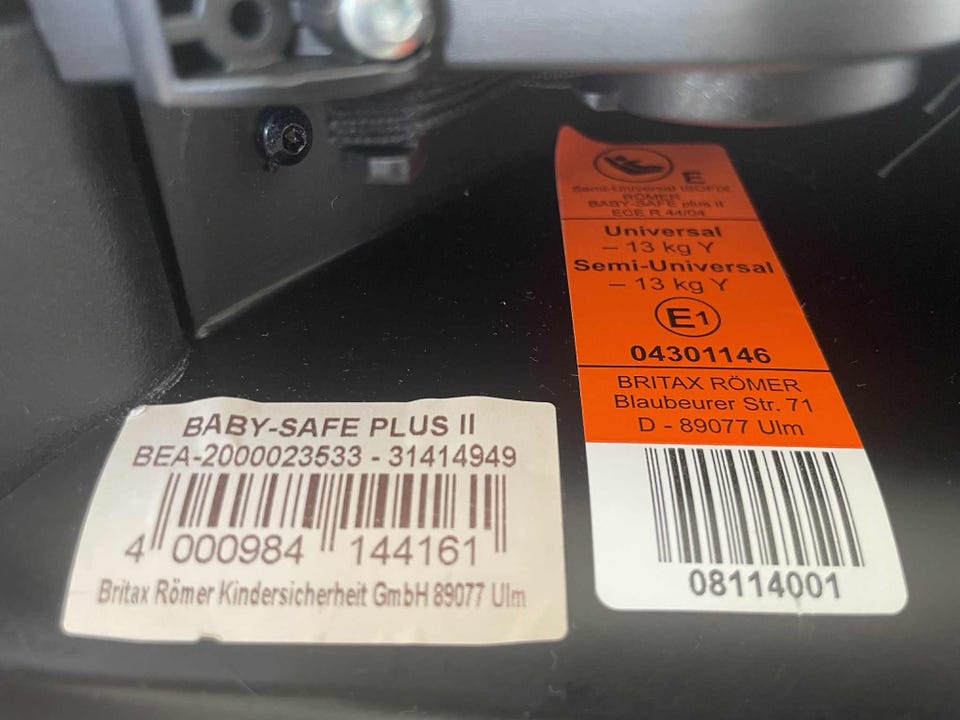 BABY-SAFE PLUS II
BEA-2000023533 - 31414949
4 000984 144161
Britax Römer Kindersicherheit GmbH 89077 Ulm
E
Semi-Universal ISOFIX
RÖMER
BABY-SAFE plus II
ECE R 44/04
Universal
– 13 kg Y
Semi-Universal
– 13 kg Y
E1
04301146
BRITAX RÖMER
Blaubeurer Str. 71
D - 89077 Ulm
08114001